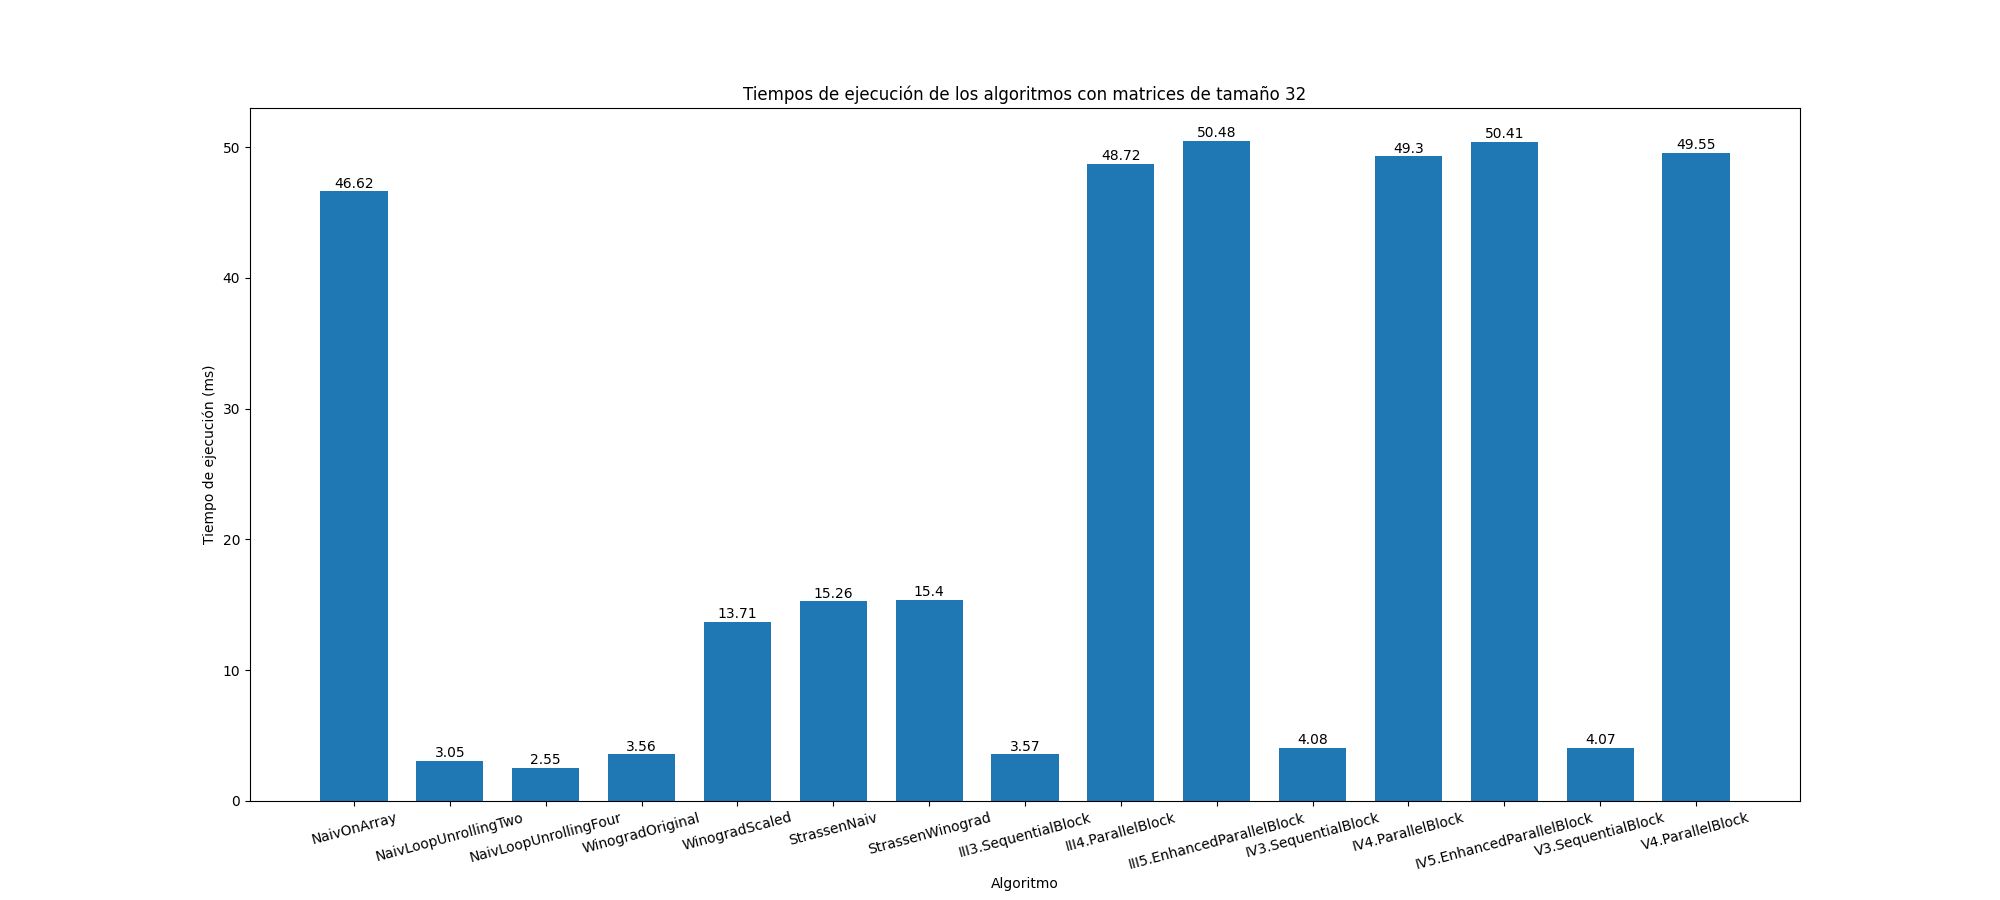 Tiempos de ejecución de los algoritmos con matrices de tamaño 32
Tiempo de ejecución (ms)
50
40
30
20
10
0
46.62
3.05
2.55
3.56
13.71
15.26
15.4
3.57
48.72
50.48
4.08
49.3
50.41
4.07
49.55
NaivOnArray
NaivLoopUnrollingTwo
NaivLoopUnrollingFour
WinogradOriginal
WinogradScaled
StrassenNaiv
StrassenWinograd
III3.SequentialBlock
III4.ParallelBlock
III5.EnhancedParallelBlock
IV3.SequentialBlock
IV4.ParallelBlock
IV5.EnhancedParallelBlock
V3.SequentialBlock
V4.ParallelBlock
Algoritmo